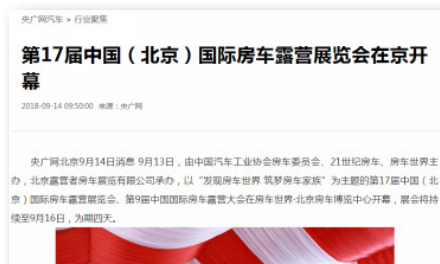 央广网汽车 > 行业聚焦
第17届中国（北京）国际房车露营展览会在京开
幕
2018-09-14 09:50:00 来源：央广网
央广网北京9月14日消息 9月13日，由中国汽车工业协会房车委员会、21世纪房车、房车世界主
办，北京露营者房车展览有限公司承办，以“发现房车世界 筑梦房车家族”为主题的第17届中国（北
京）国际房车露营展览会、第9届中国国际房车露营大会在房车世界·北京房车博览中心开幕，展会将持
续至9月16日，为期四天。